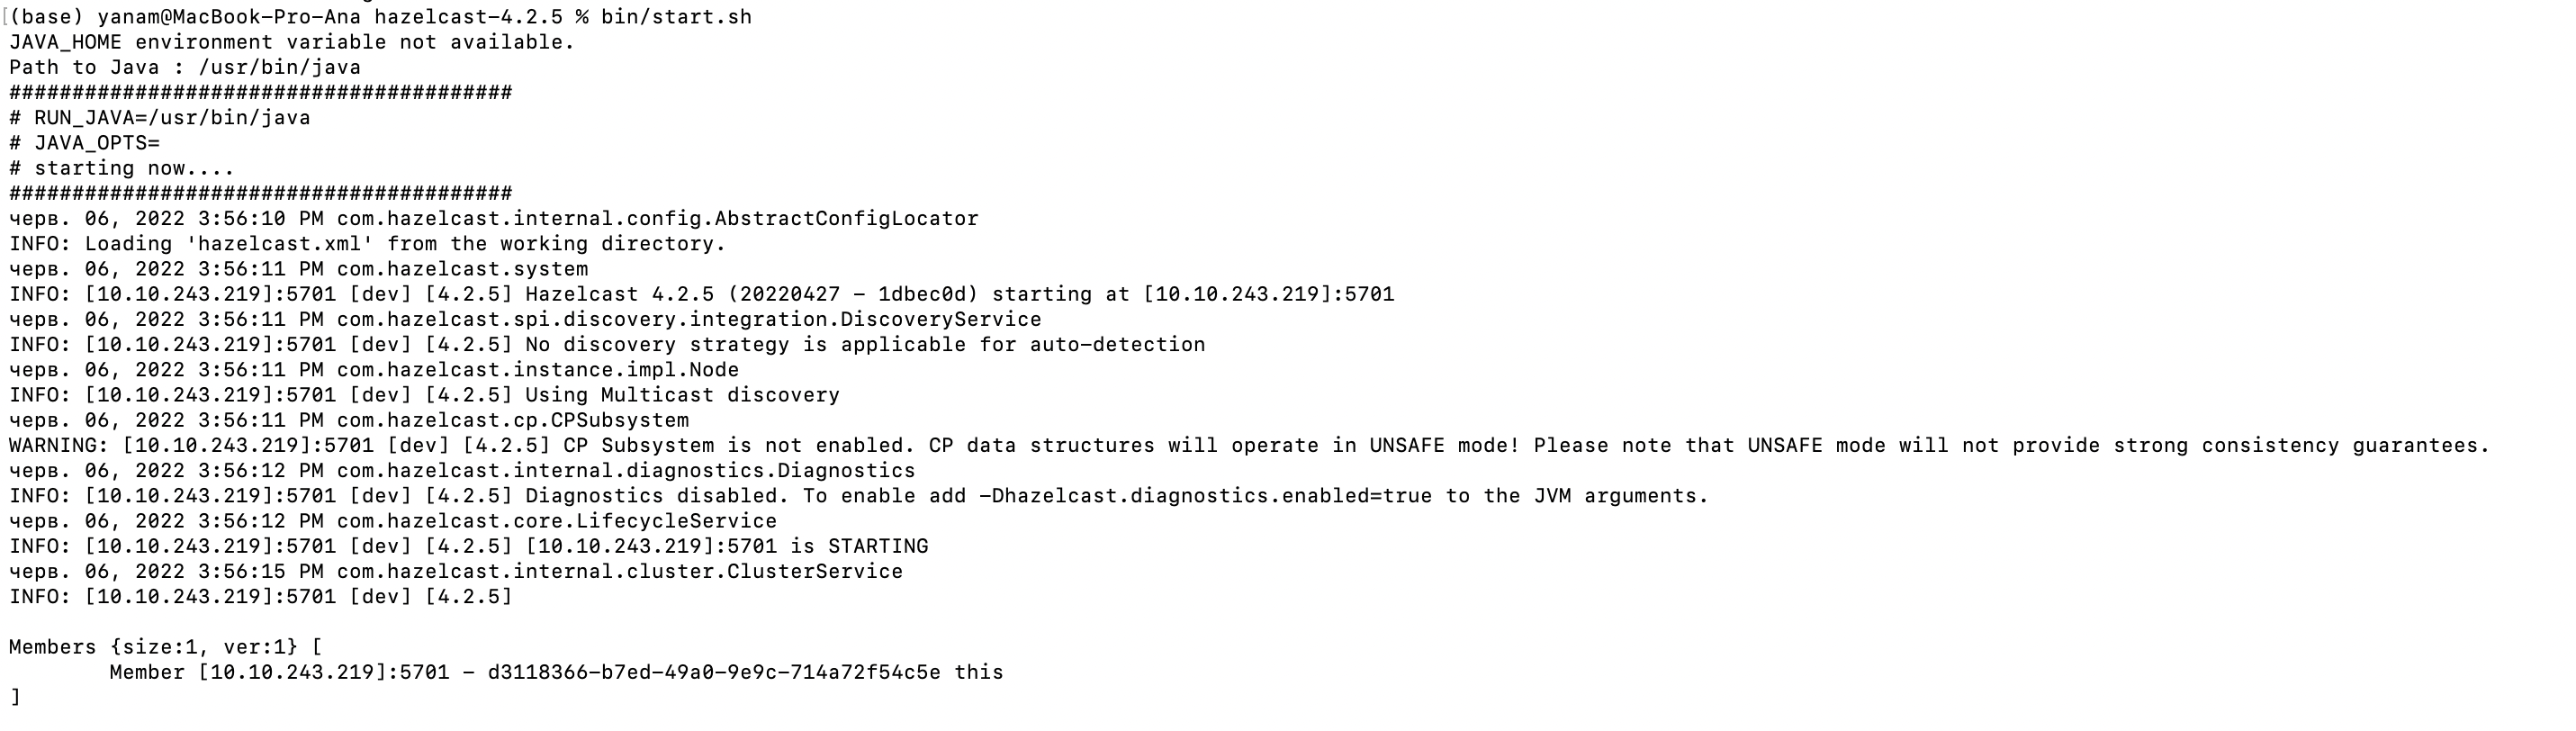 (base) yanam@MacBook-Pro-Ana hazelcast-4.2.5 % bin/start.sh
JAVA_HOME environment variable not available.
Path to Java : /usr/bin/java
########################################
# RUN_JAVA=/usr/bin/java
# JAVA_OPTS=
# starting now....
########################################
черв. 06, 2022 3:56:10 PM com.hazelcast.internal.config.AbstractConfigLocator
INFO: Loading 'hazelcast.xml' from the working directory.
черв. 06, 2022 3:56:11 PM com.hazelcast.system
INFO: [10.10.243.219]:5701 [dev] [4.2.5] Hazelcast 4.2.5 (20220427 - 1dbec0d) starting at [10.10.243.219]:5701
черв. 06, 2022 3:56:11 PM com.hazelcast.spi.discovery.integration.DiscoveryService
INFO: [10.10.243.219]:5701 [dev] [4.2.5] No discovery strategy is applicable for auto-detection
черв. 06, 2022 3:56:11 PM com.hazelcast.instance.impl.Node
INFO: [10.10.243.219]:5701 [dev] [4.2.5] Using Multicast discovery
черв. 06, 2022 3:56:11 PM com.hazelcast.cp.CPSubsystem
WARNING: [10.10.243.219]:5701 [dev] [4.2.5] CP Subsystem is not enabled. CP data structures will operate in UNSAFE mode! Please note that UNSAFE mode will not provide strong consistency guarantees.
черв. 06, 2022 3:56:12 PM com.hazelcast.internal.diagnostics.Diagnostics
INFO: [10.10.243.219]:5701 [dev] [4.2.5] Diagnostics disabled. To enable add -Dhazelcast.diagnostics.enabled=true to the JVM arguments.
черв. 06, 2022 3:56:12 PM com.hazelcast.core.LifecycleService
INFO: [10.10.243.219]:5701 [dev] [4.2.5] [10.10.243.219]:5701 is STARTING
черв. 06, 2022 3:56:15 PM com.hazelcast.internal.cluster.ClusterService
INFO: [10.10.243.219]:5701 [dev] [4.2.5]
Members {size:1, ver:1} [
Member [10.10.243.219]:5701 - d3118366-b7ed-49a0-9e9c-714a72f54c5e this
]